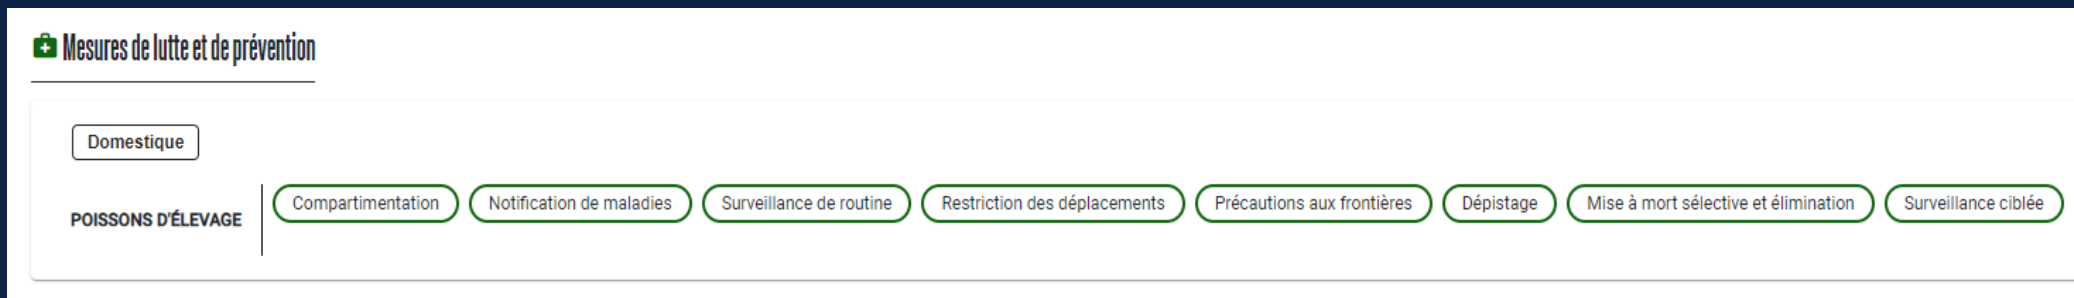 Mesures de lutte et de prévention
Domestique
POISSONS D'ÉLEVAGE
Compartimentation Notification de maladies Surveillance de routine Restriction des déplacements Précautions aux frontières Dépistage Mise à mort sélective et élimination Surveillance ciblée